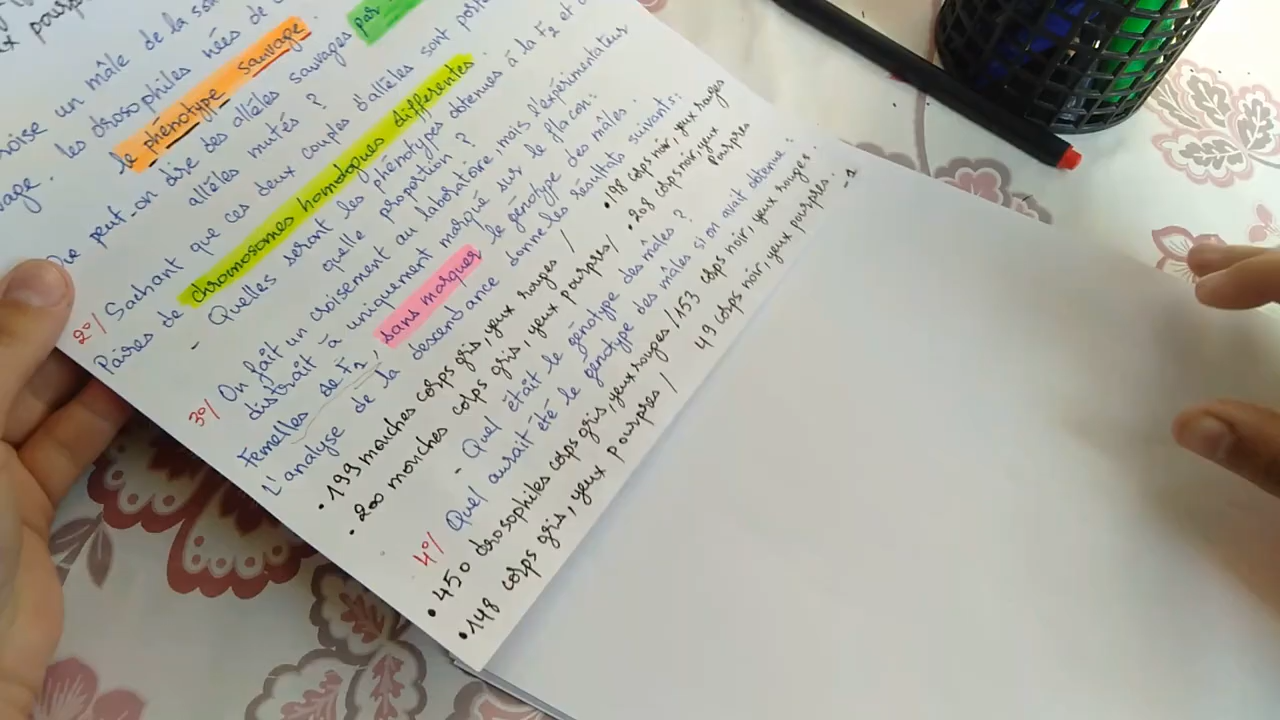 x pourp
oise un mâle de la so
les drosophiles nées de
vage. le phénotype sauvage.
Que peut-on dire des allèles sauvages par
allèles mutés ?
2°/ Sachant que ces deux couples d'allèles sont port
Paires de chromosomes homologues différentes.
- Quelles seront les phénotypes obtenues à la F2 et
quelle proportion ?
3°/ On fait un croisement au laboratoire, mais l'expérimentateur
distrait à uniquement marqué sur le flacon :
Femelles de F2, sans marquer le génotype des mâles.
L'analyse de la descendance donne les résultats suivants :
• 199 mouches corps gris, yeux rouges / • 198 corps noir, yeux rouges
• 200 mouches corps gris, yeux pourpres / • 208 corps noir, yeux
pourpres
- Quel était le génotype des mâles ?
4°/ Quel aurait été le génotype des mâles si on avait obtenue :
• 450 drosophiles corps gris, yeux rouges / 153 corps noir, yeux rouges
• 148 corps gris, yeux pourpres / 49 corps noir, yeux pourpres.